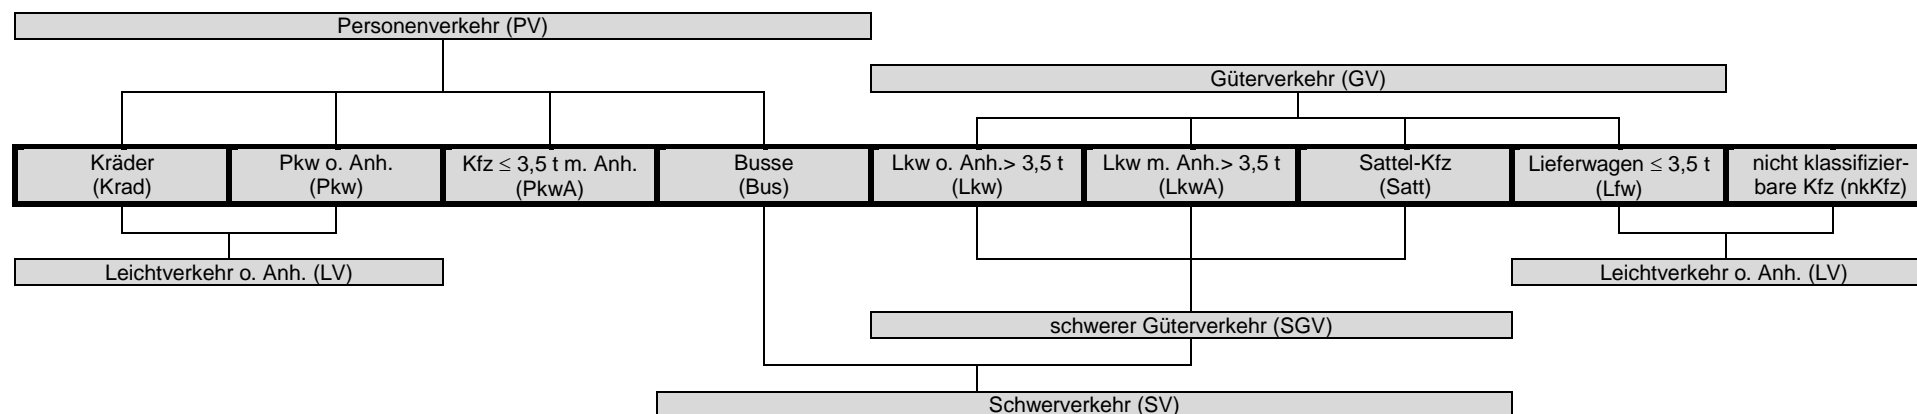 Personenverkehr (PV)
Güterverkehr (GV)
Kräder
(Krad)
Pkw o. Anh.
(Pkw)
Kfz ≤ 3,5 t m. Anh.
(PkwA)
Busse
(Bus)
Lkw o. Anh.> 3,5 t
(Lkw)
Lkw m. Anh.> 3,5 t
(LkwA)
Sattel-Kfz
(Satt)
Lieferwagen ≤ 3,5 t
(Lfw)
nicht klassifizier-
bare Kfz (nkKfz)
Leichtverkehr o. Anh. (LV)
Leichtverkehr o. Anh. (LV)
schwerer Güterverkehr (SGV)
Schwerverkehr (SV)